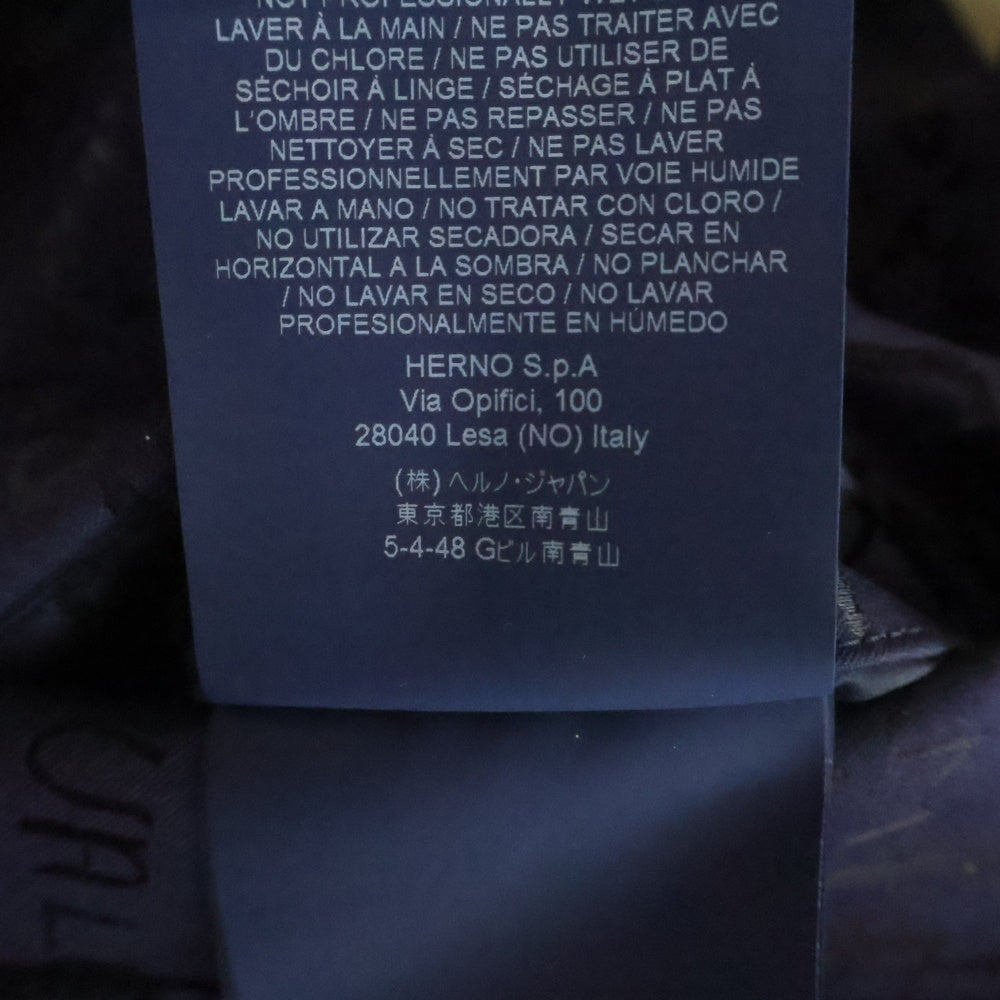 NOT PROFESSIONALLY WET
LAVER À LA MAIN / NE PAS TRAITER AVEC
DU CHLORE / NE PAS UTILISER DE
SÉCHOIR À LINGE / SÉCHAGE À PLAT À
L'OMBRE / NE PAS REPASSER / NE PAS
NETTOYER À SEC / NE PAS LAVER
PROFESSIONNELLEMENT PAR VOIE HUMIDE
LAVAR A MANO / NO TRATAR CON CLORO /
NO UTILIZAR SECADORA / SECAR EN
HORIZONTAL A LA SOMBRA / NO PLANCHAR
/ NO LAVAR EN SECO / NO LAVAR
PROFESIONALMENTE EN HÚMEDO
HERNO S.p.A
Via Opifici, 100
28040 Lesa (NO) Italy
(株) ヘルノ・ジャパン
東京都港区南青山
5-4-48 Gビル南青山